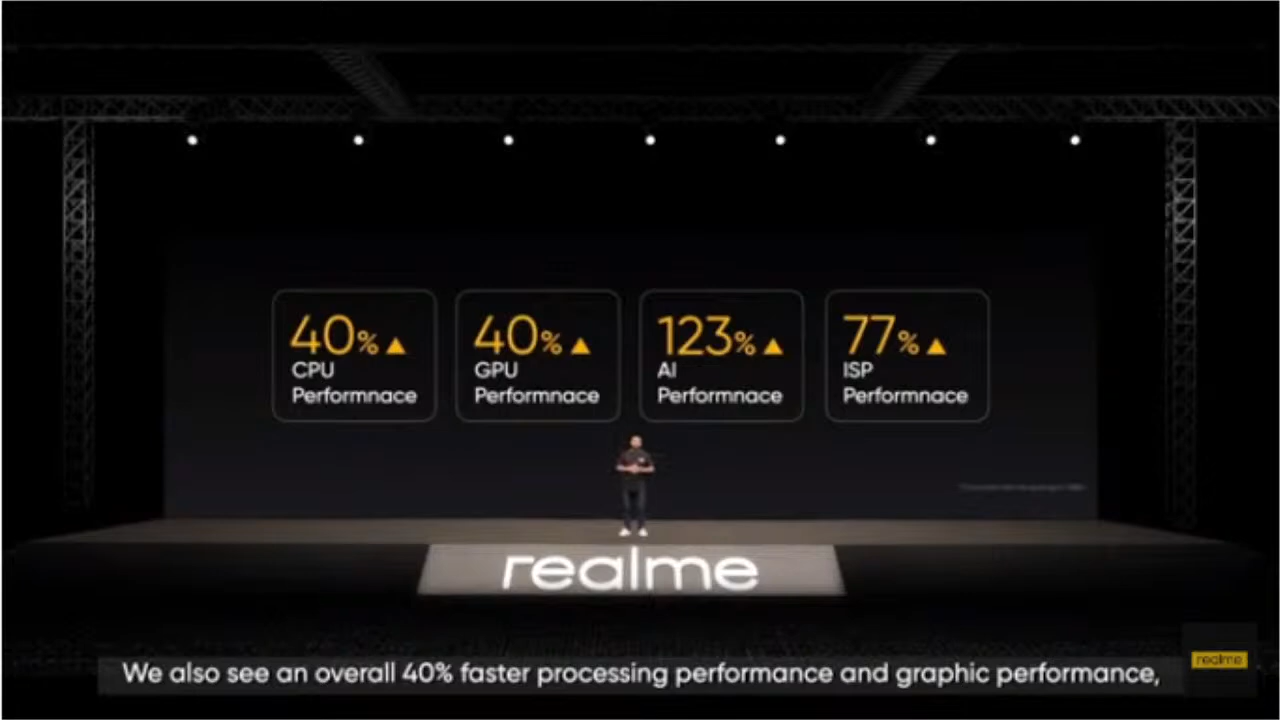 40% ▲
CPU
Performnace
40% ▲
GPU
Performnace
123% ▲
AI
Performnace
77% ▲
ISP
Performnace
realme
We also see an overall 40% faster processing performance and graphic performance,
realme